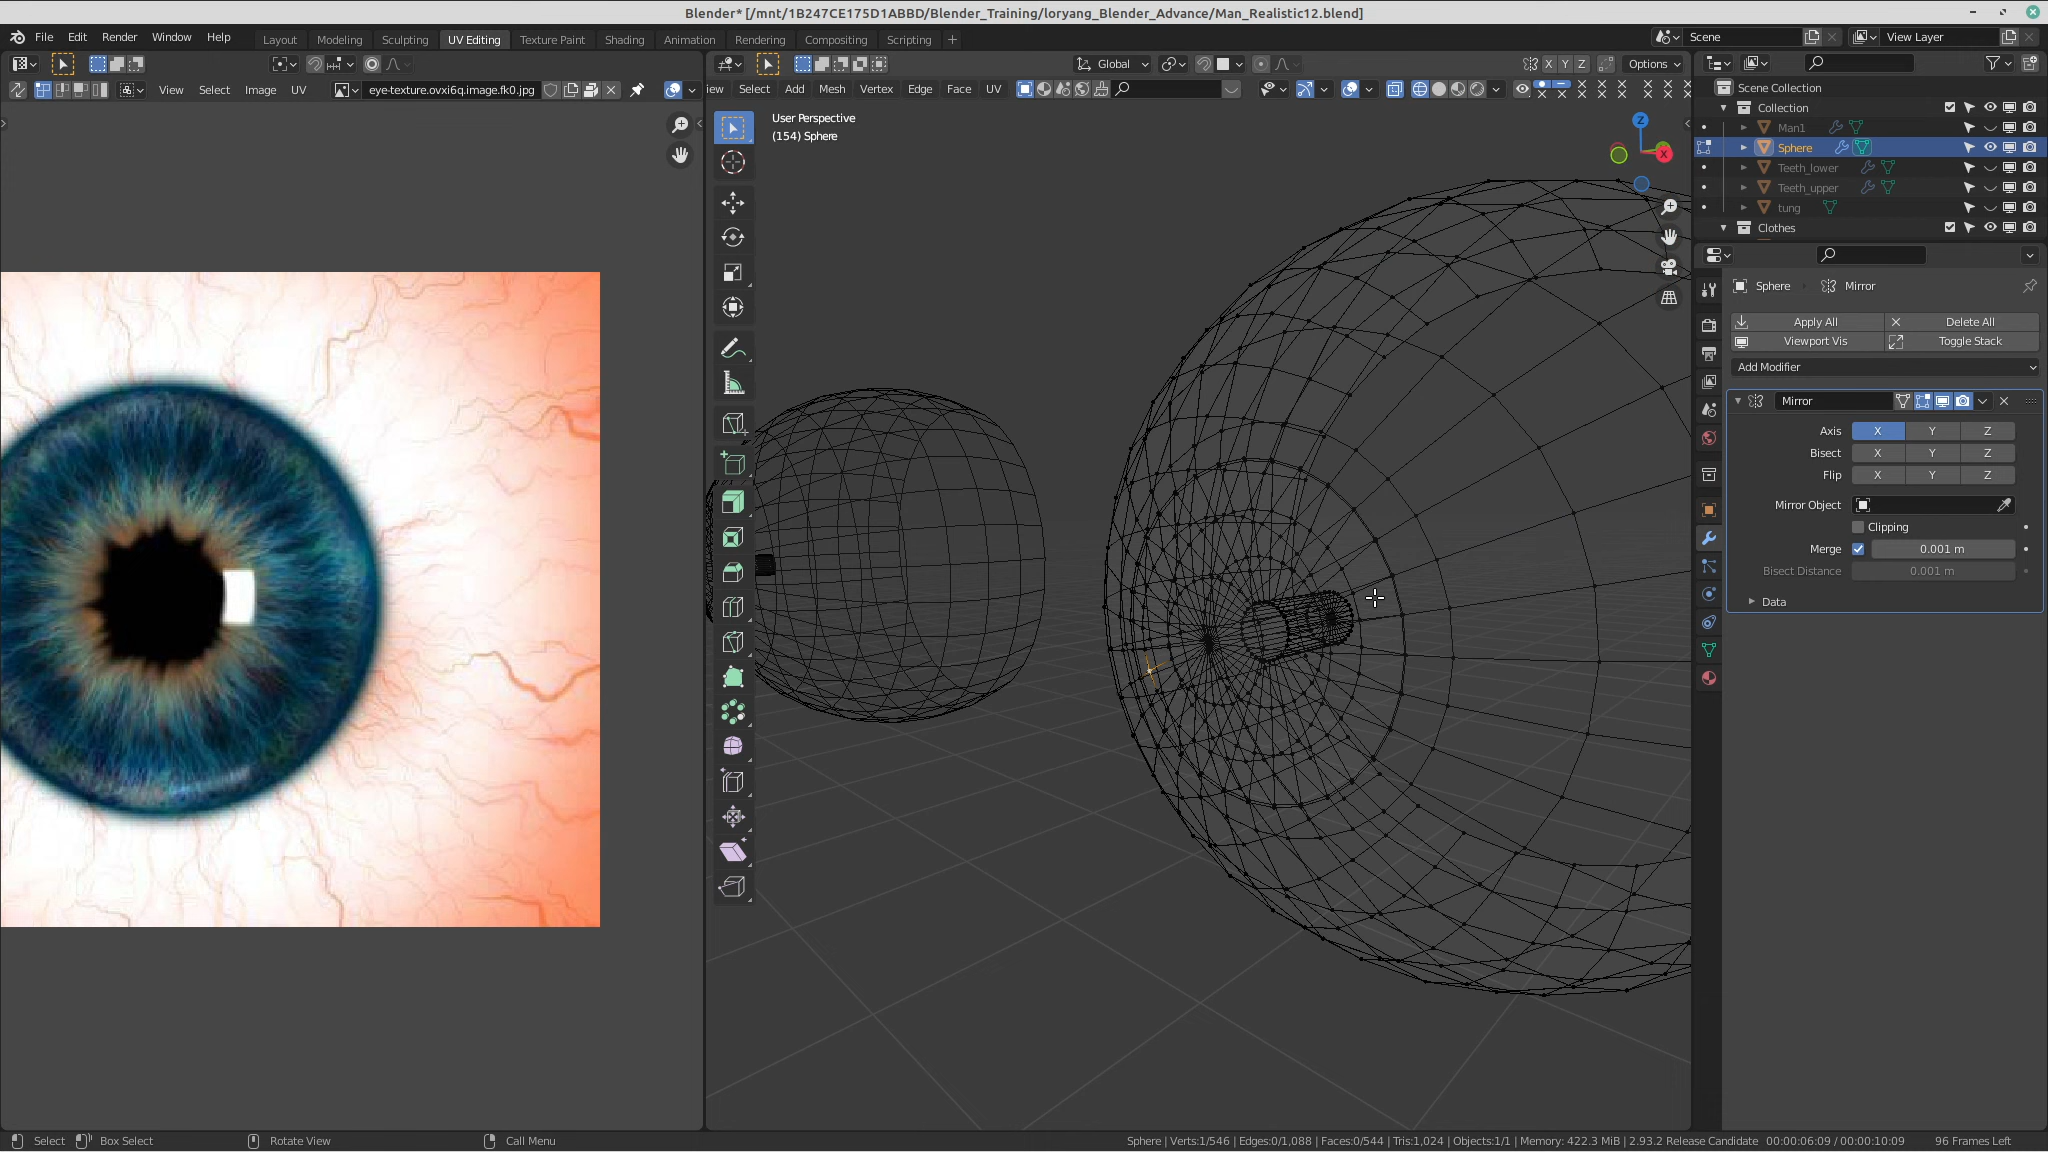 Blender* [/mnt/1B247CE175D1ABBD/Blender_Training/loryang_Blender_Advance/Man_Realistic12.blend]
File Edit Render Window Help Layout Modeling Sculpting UV Editing Texture Paint Shading Animation Rendering Compositing Scripting + Scene View Layer
Global X Y Z Options
View Select Image UV eye-texture.ovxi6q.image.fk0.jpg iew Select Add Mesh Vertex Edge Face UV
Scene Collection
Collection
Man1
Sphere
Teeth_lower
Teeth_upper
tung
Clothes
User Perspective
(154) Sphere
Z
X
Sphere Mirror
Apply All Delete All
Viewport Vis Toggle Stack
Add Modifier
Mirror
Axis X Y Z
Bisect X Y Z
Flip X Y Z
Mirror Object
Clipping
Merge 0.001 m
Bisect Distance 0.001 m
Data
Select Box Select Rotate View Call Menu Sphere | Verts:1/546 | Edges:0/1,088 | Faces:0/544 | Tris:1,024 | Objects:1/1 | Memory: 422.3 MiB | 2.93.2 Release Candidate 00:00:06:09 / 00:00:10:09 96 Frames Left